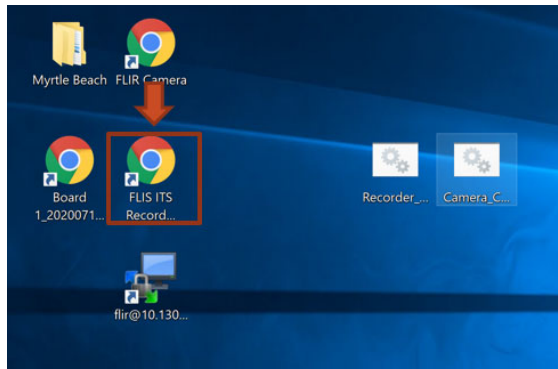 Myrtle Beach
FLIR Camera
Board
1_2020071...
FLIS ITS
Record...
Recorder_...
Camera_C...
flir@10.130...